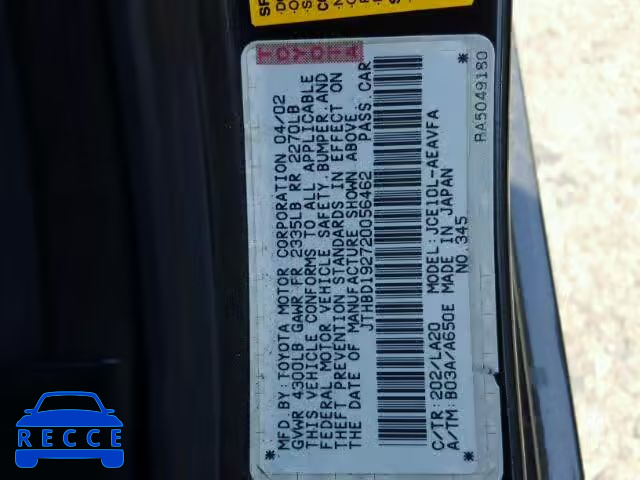 TOYOTA
MFD.BY:TOYOTA MOTOR CORPORATION 04/02
GVWR 4300LB GAWR FR 2335LB RR 2270LB
THIS VEHICLE CONFORMS TO ALL APPLICABLE
FEDERAL MOTOR VEHICLE SAFETY,BUMPER,AND
THEFT PREVENTION STANDARDS IN EFFECT ON
THE DATE OF MANUFACTURE SHOWN ABOVE.
JTHBD192720056462 PASS.CAR
C/TR:202/LA20 MODEL:JCE10L-AEAVFA
A/TM:B03A/A650E MADE IN JAPAN
NO.345
* *
BA5049180
RECCE